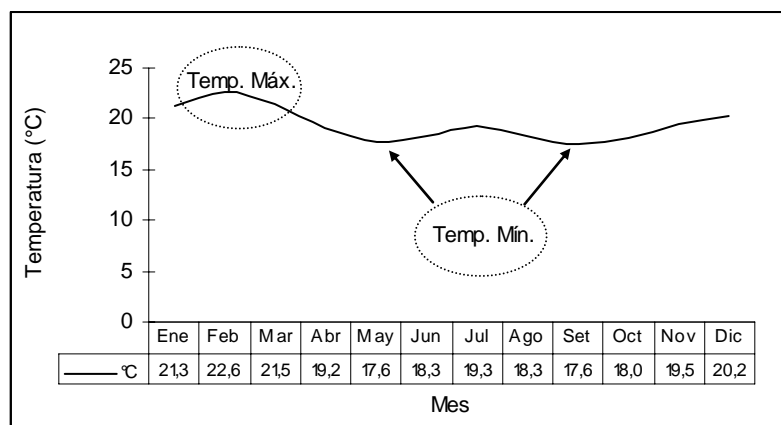 25
20
15
10
5
0
Temperatura (°C)
Temp. Máx.
Temp. Mín.
Ene Feb Mar Abr May Jun Jul Ago Set Oct Nov Dic
°C 21,3 22,6 21,5 19,2 17,6 18,3 19,3 18,3 17,6 18,0 19,5 20,2
Mes